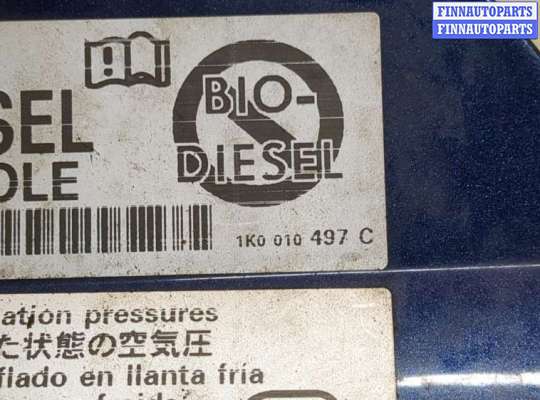 FINNAUTOPARTS
FINNAUTOPARTS
BIO-
DIESEL
SEL
OLE
1K0 010 497 C
ation pressures
た状態の空気圧
fiado en llanta fría